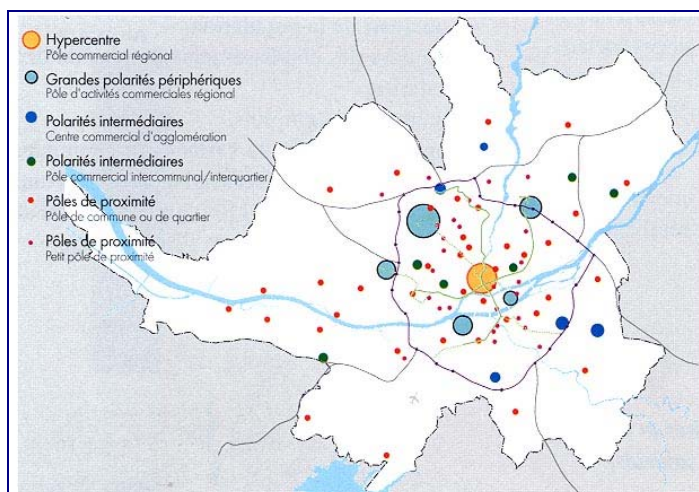 Hypercentre
Pôle commercial régional
Grandes polarités périphériques
Pôle d'activités commerciales régional
Polarités intermédiaires
Centre commercial d'agglomération
Polarités intermédiaires
Pôle commercial intercommunal/interquartier
Pôles de proximité
Pôle de commune ou de quartier
Pôles de proximité
Petit pôle de proximité